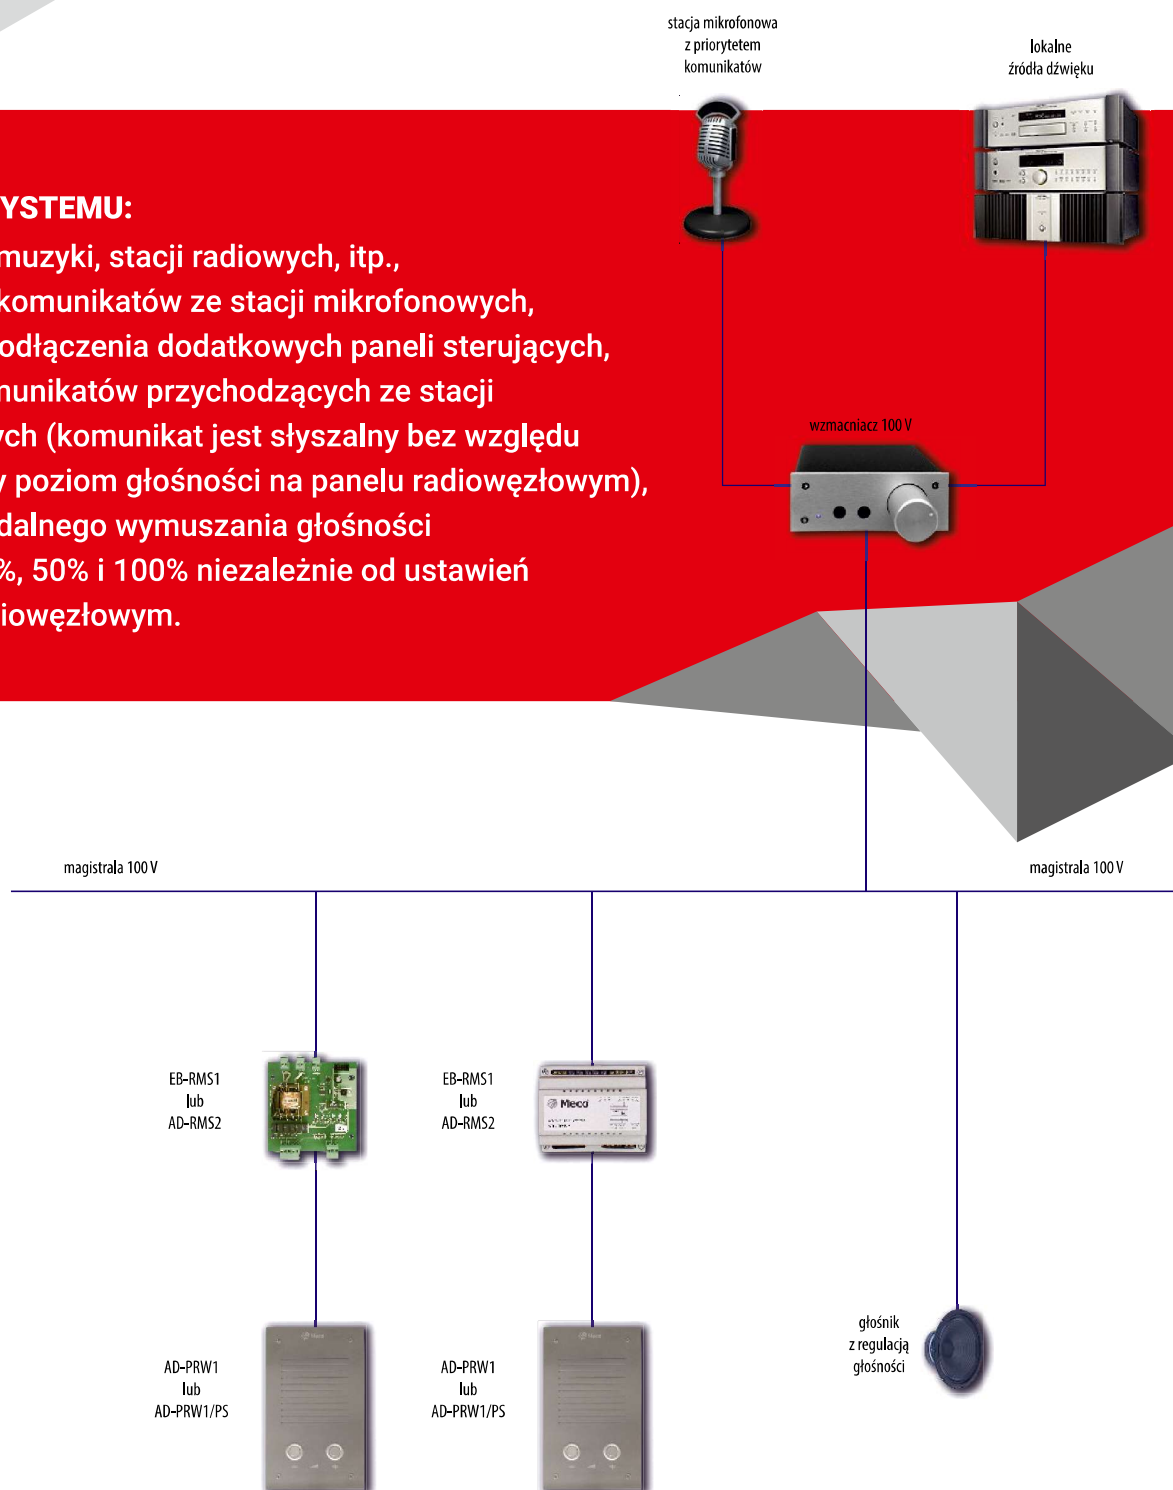 stacja mikrofonowa
z priorytetem
komunikatów
lokalne
źródła dźwięku
YSTEMU:
muzyki, stacji radiowych, itp.,
komunikatów ze stacji mikrofonowych,
odłączenia dodatkowych paneli sterujących,
munikatów przychodzących ze stacji
ych (komunikat jest słyszalny bez względu
y poziom głośności na panelu radiowęzłowym),
dalnego wymuszania głośności
%, 50% i 100% niezależnie od ustawień
iowęzłowym.
wzmacniacz 100 V
magistrala 100 V
magistrala 100 V
EB-RMS1
lub
AD-RMS2
EB-RMS1
lub
AD-RMS2
Meco
AD-PRW1
lub
AD-PRW1/PS
Meco
AD-PRW1
lub
AD-PRW1/PS
Meco
głośnik
z regulacją
głośności